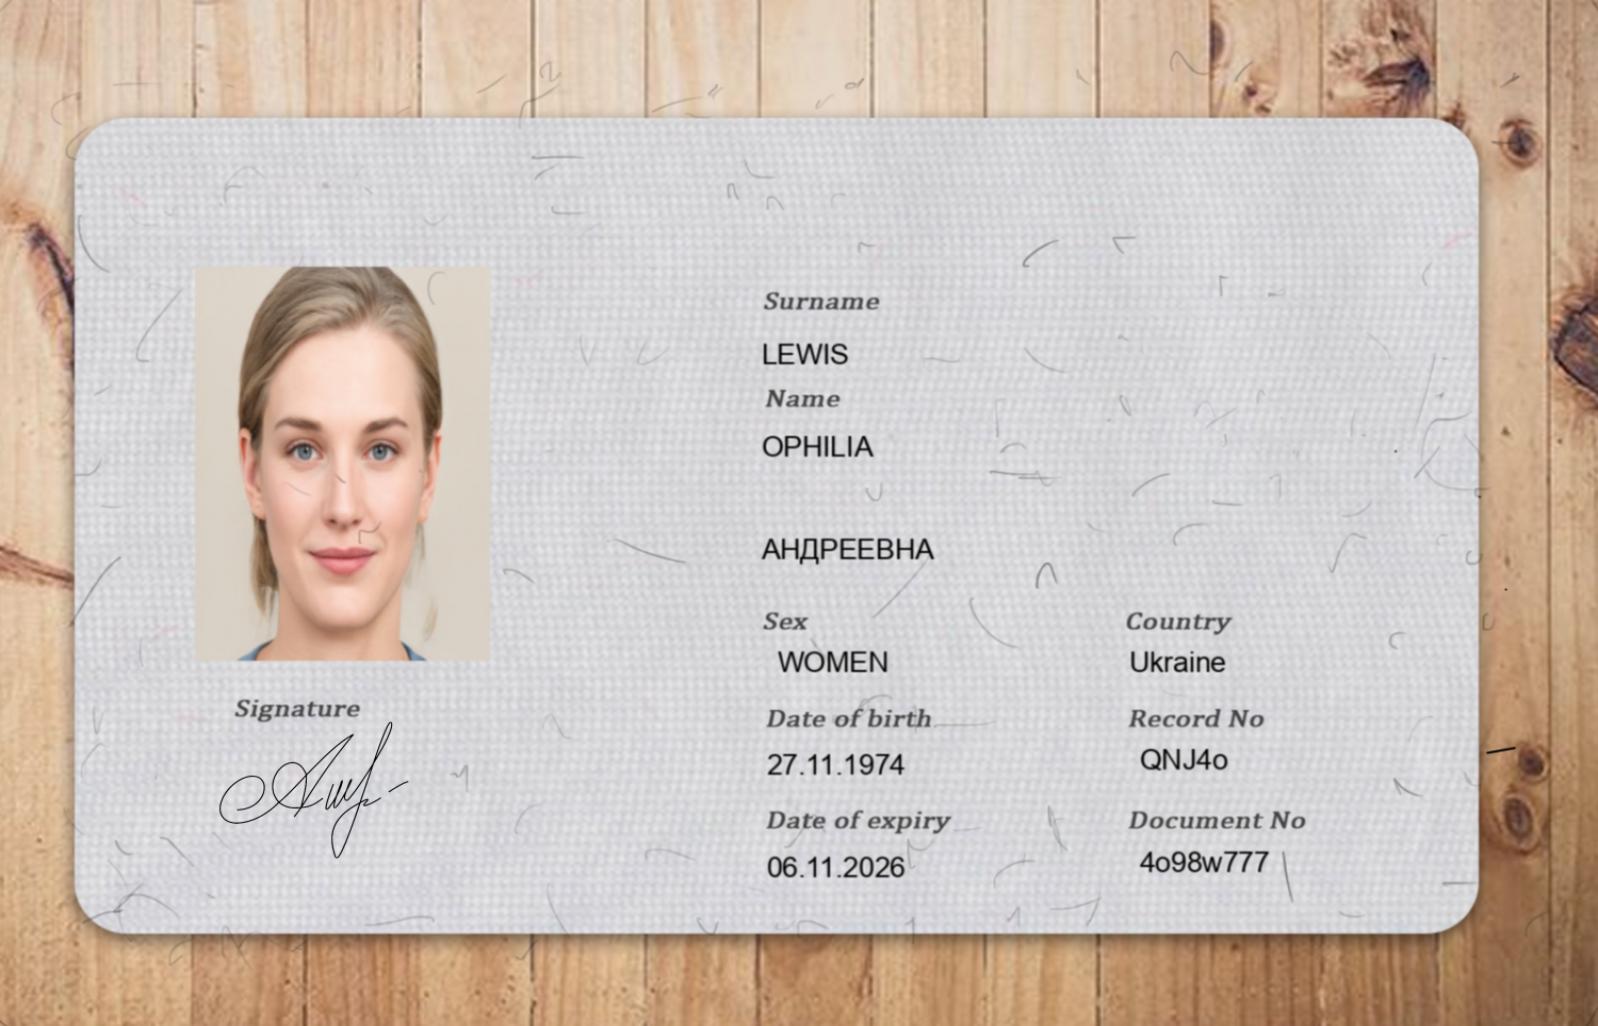 Surname
LEWIS
Name
OPHILIA
АНДРЕЕВНА
Sex
Country
WOMEN
Ukraine
Date of birth
Record No
27.11.1974
QNJ4o
Date of expiry
Document No
06.11.2026
4o98w777
Signature